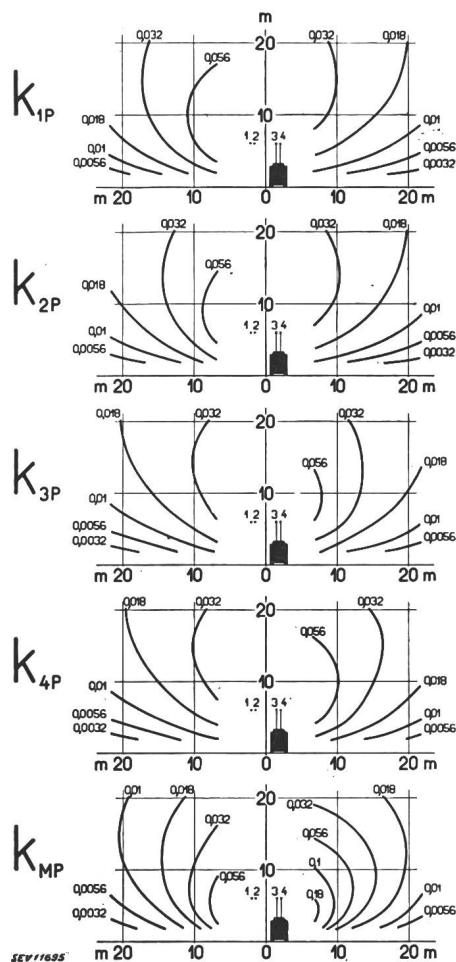 m
0,032 20 0,032 0,018
0,056
k1P
10
0,018 0,01
0,01 1 2 3 4 0,0056
0,0056 0,0032
m 20 10 0 10 20 m
0,032 20 0,032 0,018
0,056
k2P
0,018
10
0,01 1 2 3 4 0,01
0,0056 0,0056
0,0032
m 20 10 0 10 20 m
0,018 0,032 20 0,032
0,056 0,018
k3P
10
0,01
0,0056 1 2 3 4 0,01
0,0032 0,0056
m 20 10 0 10 20 m
0,018 0,032 20 0,032
0,056
k4P
10 0,018
0,01
0,0056 1 2 3 4 0,01
0,0032 0,0056
m 20 10 0 10 20 m
0,01 0,018 20 0,032 0,018
0,032 0,056
kMP
10
0,056 0,1
0,0056 1 2 3 4 0,18 0,01
0,0032 0,0056
m 20 10 0 10 20 m
SEV11695